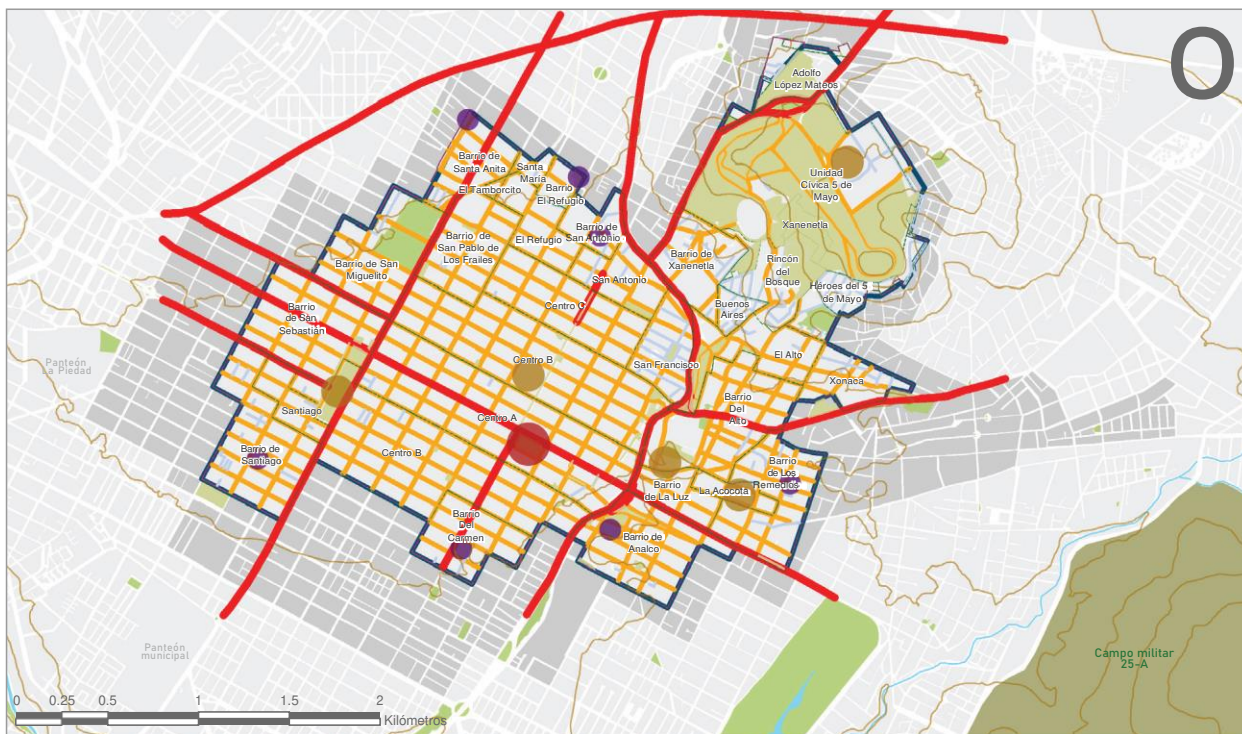 O
Adolfo
López Mateos
Barrio de
Santa Anita
Santa
María
Barrio
El Refugio
El Tamborcito
Unidad
Cívica 5 de
Mayo
Xanenetla
Barrio de
San Pablo de
Los Frailes
El Refugio
Barrio de
San Antonio
Barrio de
Xanenetla
Rincón
del
Bosque
Barrio de San
Miguelito
San Antonio
Héroes del 5
de Mayo
Barrio
de San
Sebastián
Centro C
Buenos
Aires
Panteón
La Piedad
Centro B
San Francisco
El Alto
Xonaca
Santiago
Centro A
Barrio
Del
Alto
Barrio de
Santiago
Centro B
Barrio
de La Luz
La Acocota
Barrio
de Los
Remedios
Barrio
Del
Carmen
Barrio de
Analco
Panteón
municipal
Campo militar
25-A
0 0.25 0.5 1 1.5 2
Kilómetros